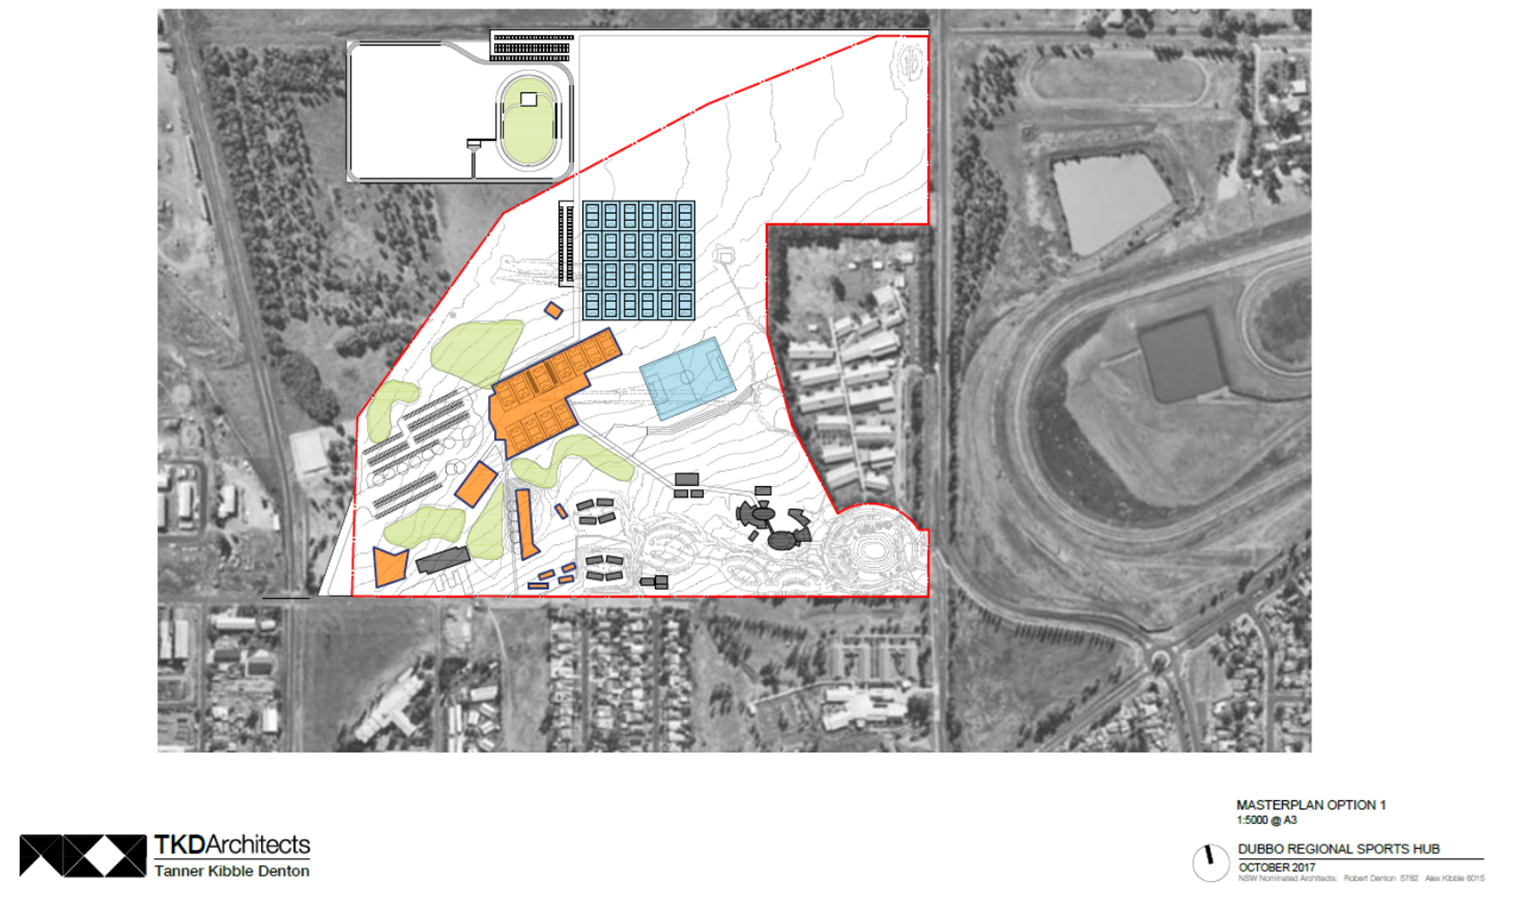 MASTERPLAN OPTION 1
1:5000 @ A3
TKDArchitects
Tanner Kibble Denton
DUBBO REGIONAL SPORTS HUB
OCTOBER 2017
NSW Nominated Architects: Robert Denton 5782 Alex Kibble 6015